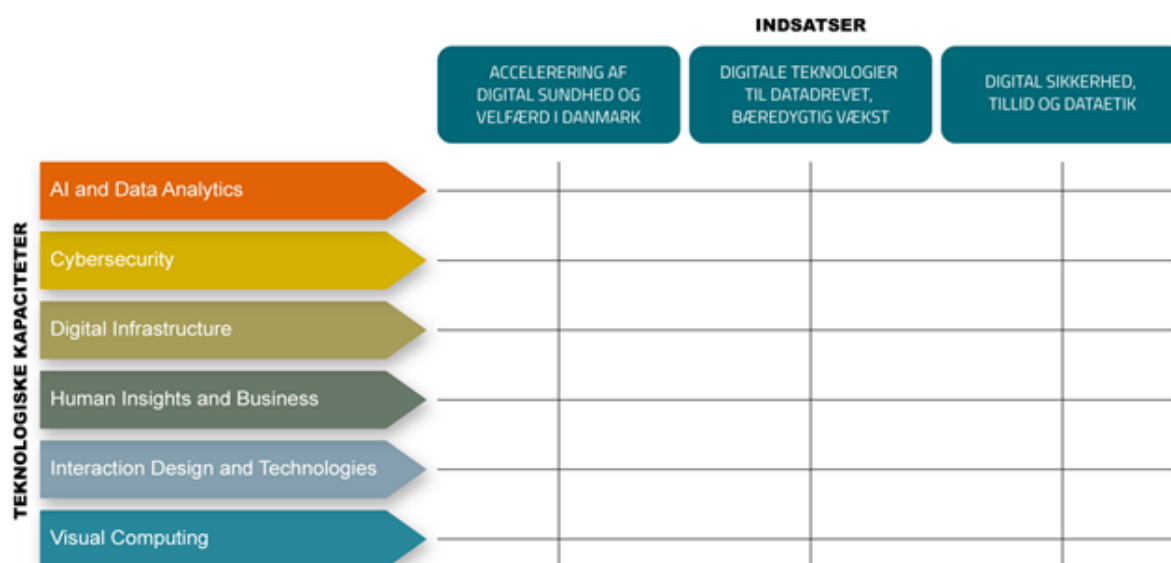 INDSATSER
ACCELERERING AF
DIGITAL SUNDHED OG
VELFÆRD I DANMARK
DIGITALE TEKNOLOGIER
TIL DATADREVET,
BÆREDYGTIG VÆKST
DIGITAL SIKKERHED,
TILLID OG DATAETIK
TEKNOLOGISKE KAPACITETER
AI and Data Analytics
Cybersecurity
Digital Infrastructure
Human Insights and Business
Interaction Design and Technologies
Visual Computing